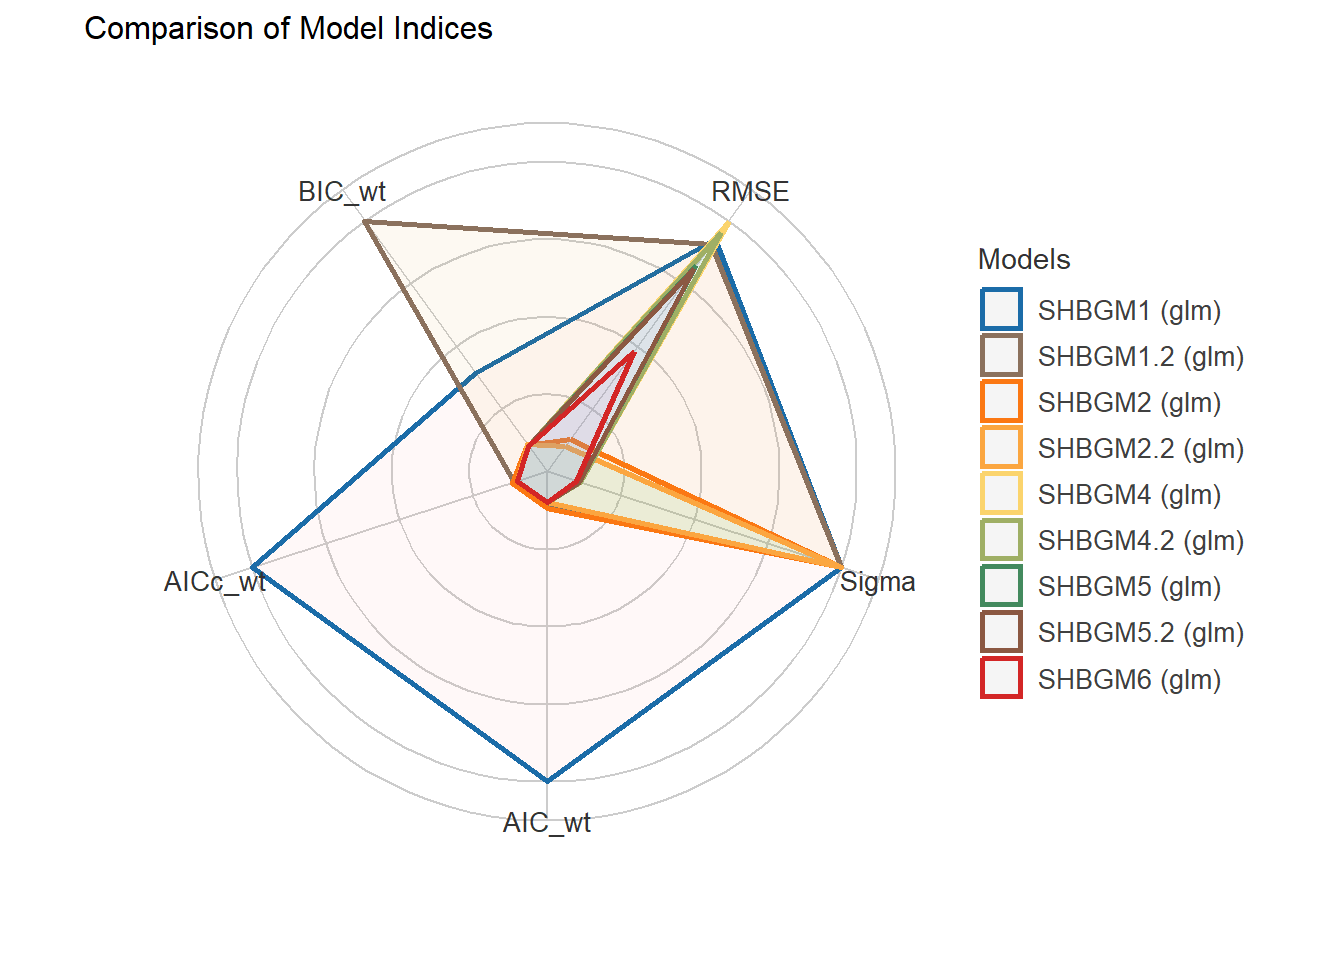 Comparison of Model Indices
BIC_wt
RMSE
AICc_wt
Sigma
AIC_wt
Models
SHBGM1 (glm)
SHBGM1.2 (glm)
SHBGM2 (glm)
SHBGM2.2 (glm)
SHBGM4 (glm)
SHBGM4.2 (glm)
SHBGM5 (glm)
SHBGM5.2 (glm)
SHBGM6 (glm)